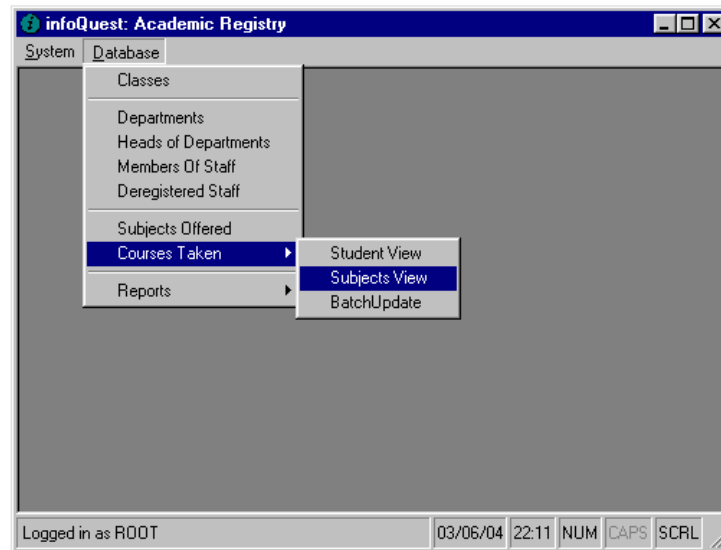 infoQuest: Academic Registry
System Database
Classes
Departments
Heads of Departments
Members Of Staff
Deregistered Staff
Subjects Offered
Courses Taken
Student View
Subjects View
BatchUpdate
Reports
Logged in as ROOT 03/06/04 22:11 NUM CAPS SCRL